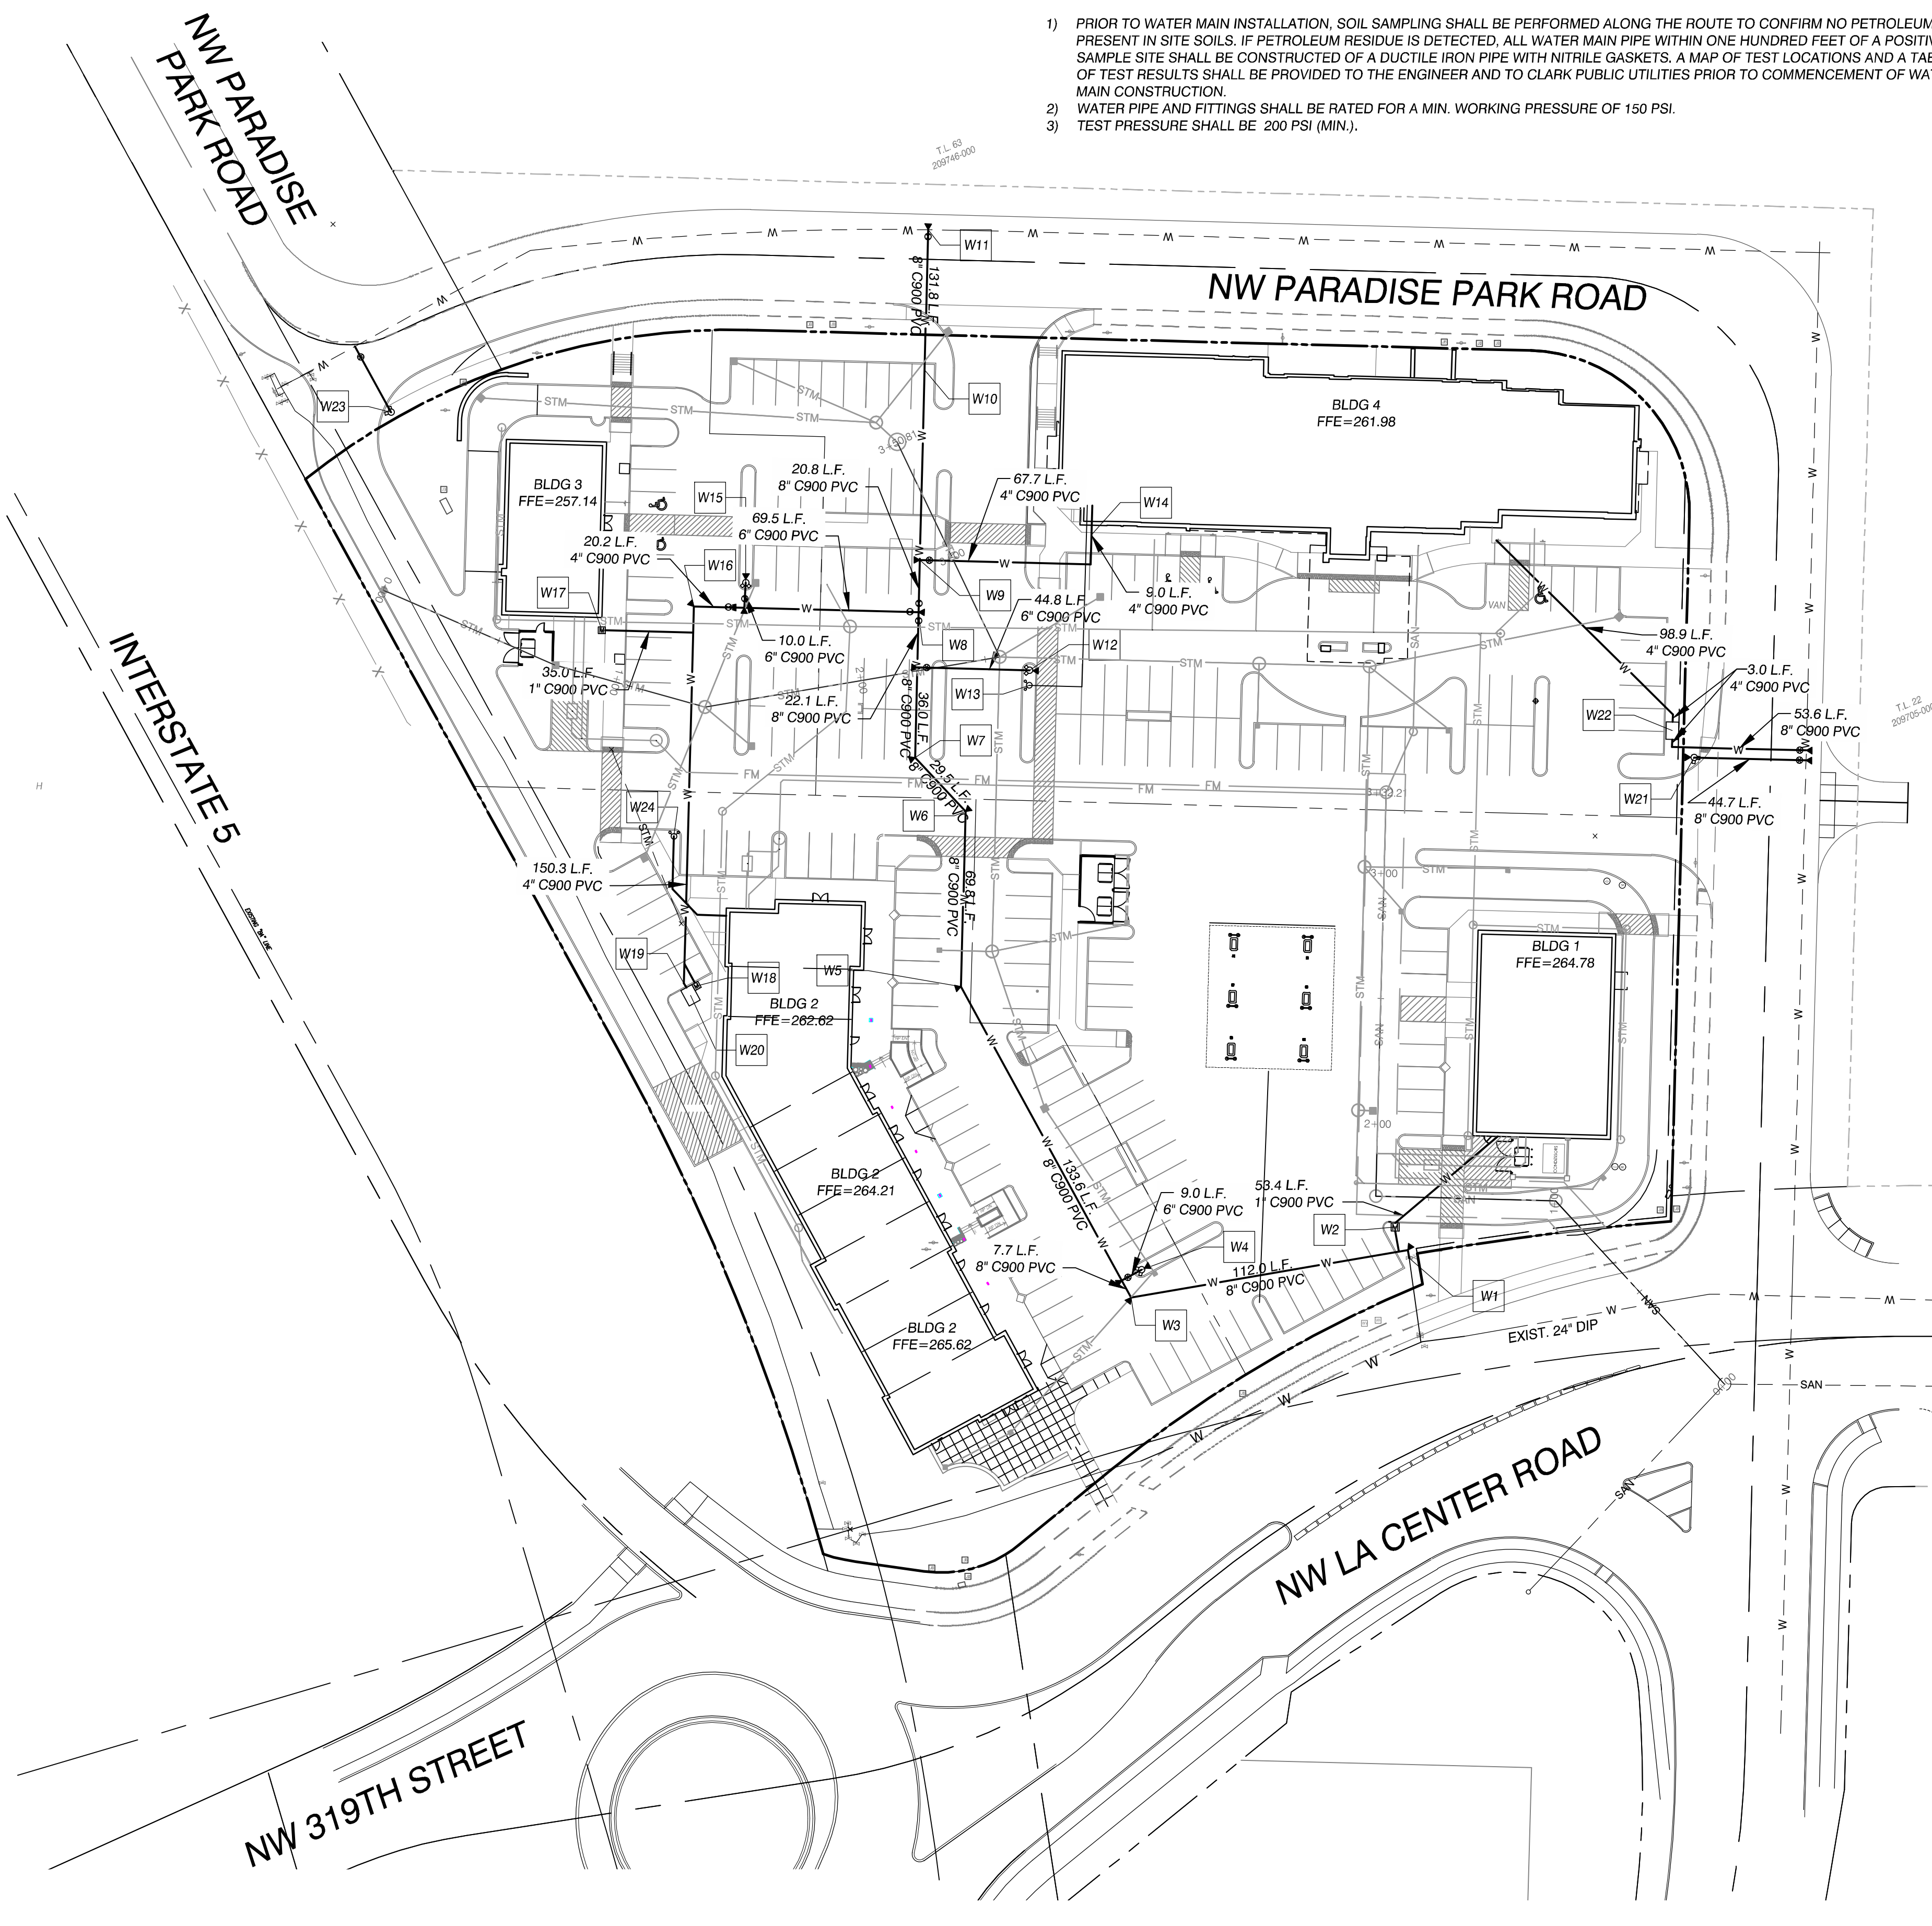 1) PRIOR TO WATER MAIN INSTALLATION, SOIL SAMPLING SHALL BE PERFORMED ALONG THE ROUTE TO CONFIRM NO PETROLEUM
PRESENT IN SITE SOILS. IF PETROLEUM RESIDUE IS DETECTED, ALL WATER MAIN PIPE WITHIN ONE HUNDRED FEET OF A
SAMPLE SITE SHALL BE CONSTRUCTED OF A DUCTILE IRON PIPE WITH NITRILE GASKETS. A MAP OF TEST LOCATIONS AND A
OF TEST RESULTS SHALL BE PROVIDED TO THE ENGINEER AND TO CLARK PUBLIC UTILITIES PRIOR TO COMMENCEMENT OF
MAIN CONSTRUCTION.
2) WATER PIPE AND FITTINGS SHALL BE RATED FOR A MIN. WORKING PRESSURE OF 150 PSI.
3) TEST PRESSURE SHALL BE 200 PSI (MIN.).
NW PARADISE
PARK ROAD
T.L. 63
209746-000
W11
131.8 L.F.
8" C900 PVC
NW PARADISE PARK ROAD
W23
W10
BLDG 4
FFE=261.98
BLDG 3
FFE=257.14
20.8 L.F.
8" C900 PVC
67.7 L.F.
4" C900 PVC
W15
W14
69.5 L.F.
6" C900 PVC
20.2 L.F.
4" C900 PVC
W16
W17
W9
9.0 L.F.
4" C900 PVC
44.8 L.F.
6" C900 PVC
10.0 L.F.
6" C900 PVC
W8
W12
VAN
98.9 L.F.
4" C900 PVC
35.0 L.F.
1" C900 PVC
22.1 L.F.
8" C900 PVC
W13
3.0 L.F.
4" C900 PVC
36.0 L.F.
8" C900 PVC
W22
53.6 L.F.
8" C900 PVC
T.L. 22
W7
29.5 L.F.
8" C900 PVC
INTERSTATE 5
H
W24
W6
W21
44.7 L.F.
8" C900 PVC
150.3 L.F.
4" C900 PVC
69.8 L.F.
8" C900 PVC
3+00
W19
W18
W5
BLDG 1
FFE=264.78
BLDG 2
FFE=262.62
W20
2+00
BLDG 2
FFE=264.21
133.6 L.F.
8" C900 PVC
9.0 L.F.
6" C900 PVC
53.4 L.F.
1" C900 PVC
W2
7.7 L.F.
8" C900 PVC
W4
112.0 L.F.
8" C900 PVC
W1
W3
BLDG 2
FFE=265.62
EXIST. 24" DIP
SAN
NW LA CENTER ROAD
NW 319TH STREET